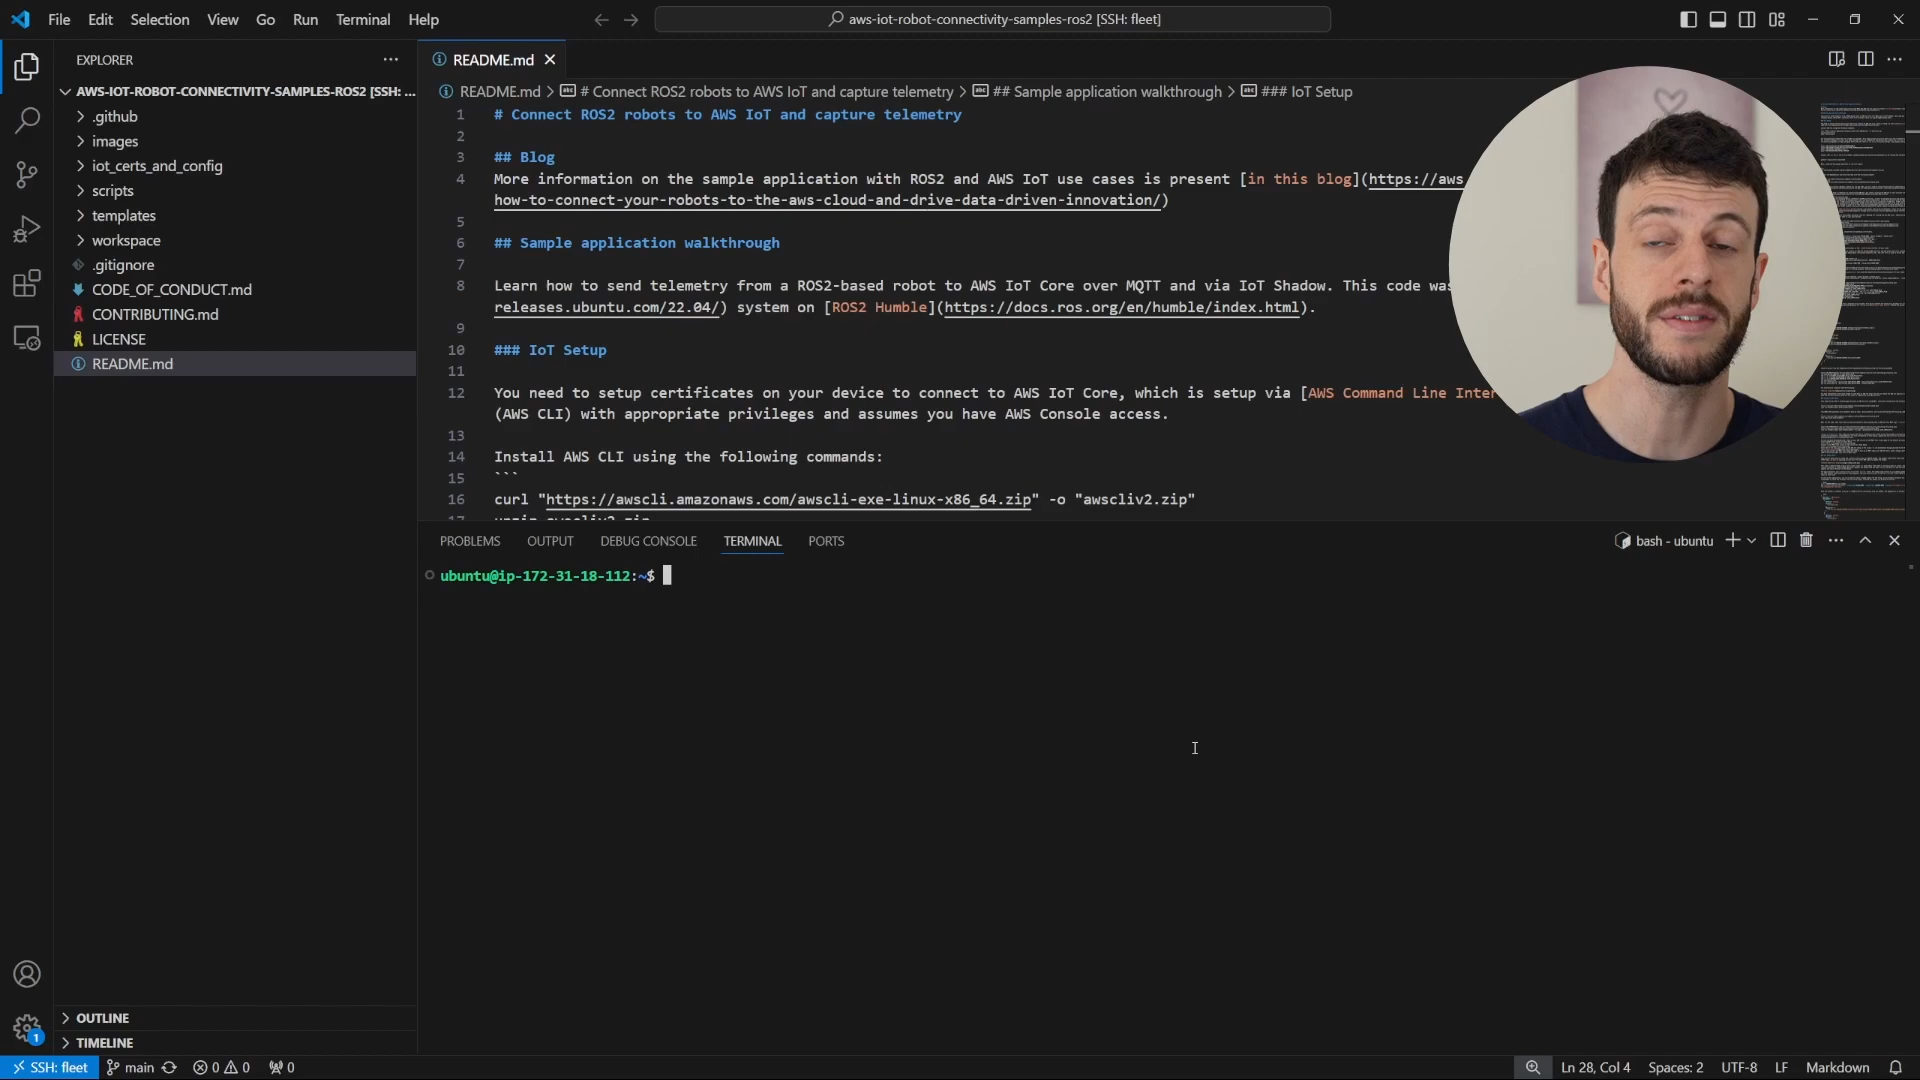 File Edit Selection View Go Run Terminal Help
aws-iot-robot-connectivity-samples-ros2 [SSH: fleet]
EXPLORER
AWS-IOT-ROBOT-CONNECTIVITY-SAMPLES-ROS2 [SSH: ...
.github
images
iot_certs_and_config
scripts
templates
workspace
.gitignore
CODE_OF_CONDUCT.md
CONTRIBUTING.md
LICENSE
README.md
OUTLINE
TIMELINE
README.md
README.md > # Connect ROS2 robots to AWS IoT and capture telemetry > ## Sample application walkthrough > ### IoT Setup
1 # Connect ROS2 robots to AWS IoT and capture telemetry
2
3 ## Blog
4 More information on the sample application with ROS2 and AWS IoT use cases is present [in this blog](https://aws.
how-to-connect-your-robots-to-the-aws-cloud-and-drive-data-driven-innovation/)
5
6 ## Sample application walkthrough
7
8 Learn how to send telemetry from a ROS2-based robot to AWS IoT Core over MQTT and via IoT Shadow. This code was
releases.ubuntu.com/22.04/) system on [ROS2 Humble](https://docs.ros.org/en/humble/index.html).
9
10 ### IoT Setup
11
12 You need to setup certificates on your device to connect to AWS IoT Core, which is setup via [AWS Command Line Inter
(AWS CLI) with appropriate privileges and assumes you have AWS Console access.
13
14 Install AWS CLI using the following commands:
15 ```
16 curl "https://awscli.amazonaws.com/awscli-exe-linux-x86_64.zip" -o "awscliv2.zip"
PROBLEMS OUTPUT DEBUG CONSOLE TERMINAL PORTS
bash - ubuntu
ubuntu@ip-172-31-18-112:~$
1
SSH: fleet main 0 0 0
Ln 28, Col 4 Spaces: 2 UTF-8 LF Markdown